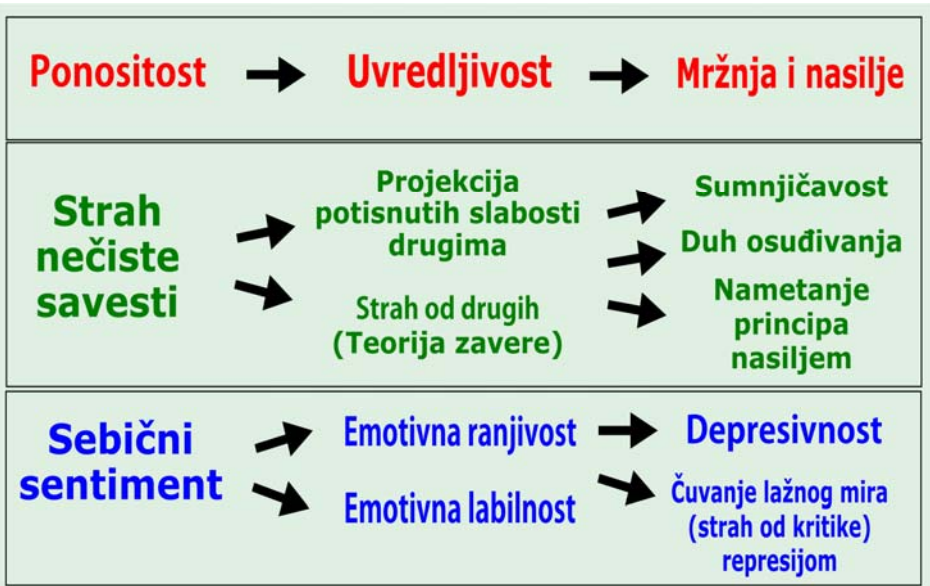 Ponositost → Uvredljivost → Mržnja i nasilje
Strah
nečiste
savesti
Projekcija
potisnutih slabosti
drugima
Strah od drugih
(Teorija zavere)
Sumnjičavost
Duh osuđivanja
Nametanje
principa
nasiljem
Sebični
sentiment
Emotivna ranjivost
Emotivna labilnost
Depresivnost
Čuvanje lažnog mira
(strah od kritike)
represijom